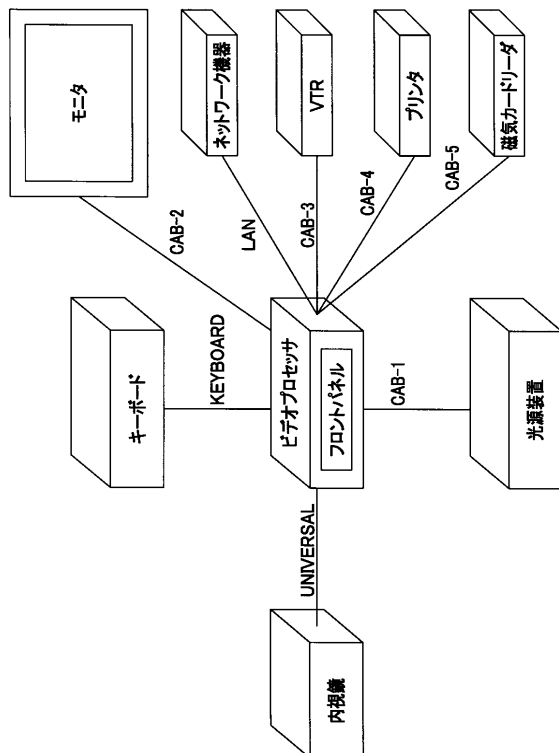 モニタ
ネットワーク機器
VTR
プリンタ
磁気カードリーダ
CAB-2
LAN
CAB-3
CAB-4
CAB-5
キーボード
KEYBOARD
ビデオプロセッサ
フロントパネル
CAB-1
光源装置
UNIVERSAL
内視鏡